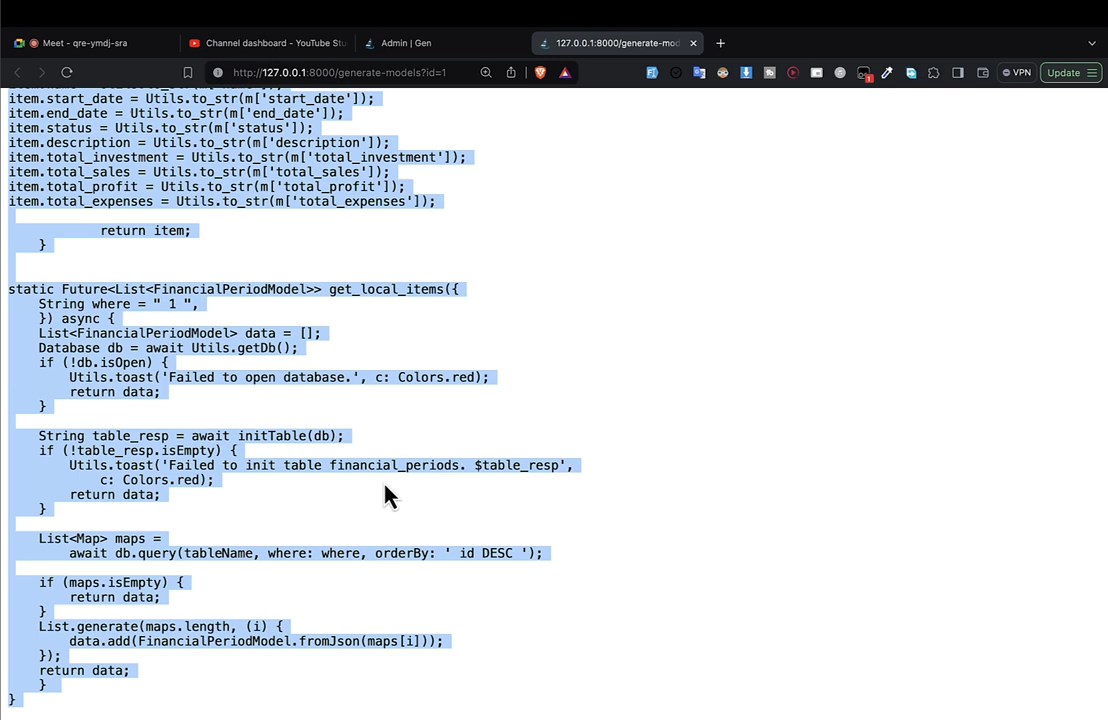 Meet - qre-ymdj-sra
Channel dashboard - YouTube Stu
Admin | Gen
127.0.0.1:8000/generate-mod
http://127.0.0.1:8000/generate-models?id=1
VPN
Update
item.start_date = Utils.to_str(m['start_date']);
item.end_date = Utils.to_str(m['end_date');
item.status = Utils.to_str(m['status']);
item.description = Utils.to_str(m['description']);
item.total_investment = Utils.to_str(m['total_investment']);
item.total_sales = Utils.to_str(m['total_sales']);
item.total_profit = Utils.to_str(m['total_profit']);
item.total_expenses = Utils.to_str(m['total_expenses']);
return item;
}
static Future<List<FinancialPeriodModel>> get_local_items({
String where = " 1 ",
}) async {
List<FinancialPeriodModel> data = [];
Database db = await Utils.getDb();
if (!db.isOpen) {
Utils.toast('Failed to open database.', c: Colors.red);
return data;
}
String table_resp = await initTable(db);
if (!table_resp.isEmpty) {
Utils.toast('Failed to init table financial_periods. $table_resp',
c: Colors.red);
return data;
}
List<Map> maps =
await db.query(tableName, where: where, orderBy: ' id DESC ');
if (maps.isEmpty) {
return data;
}
List.generate(maps.length, (i) {
data.add(FinancialPeriodModel.fromJson(maps[i]));
});
return data;
}
}